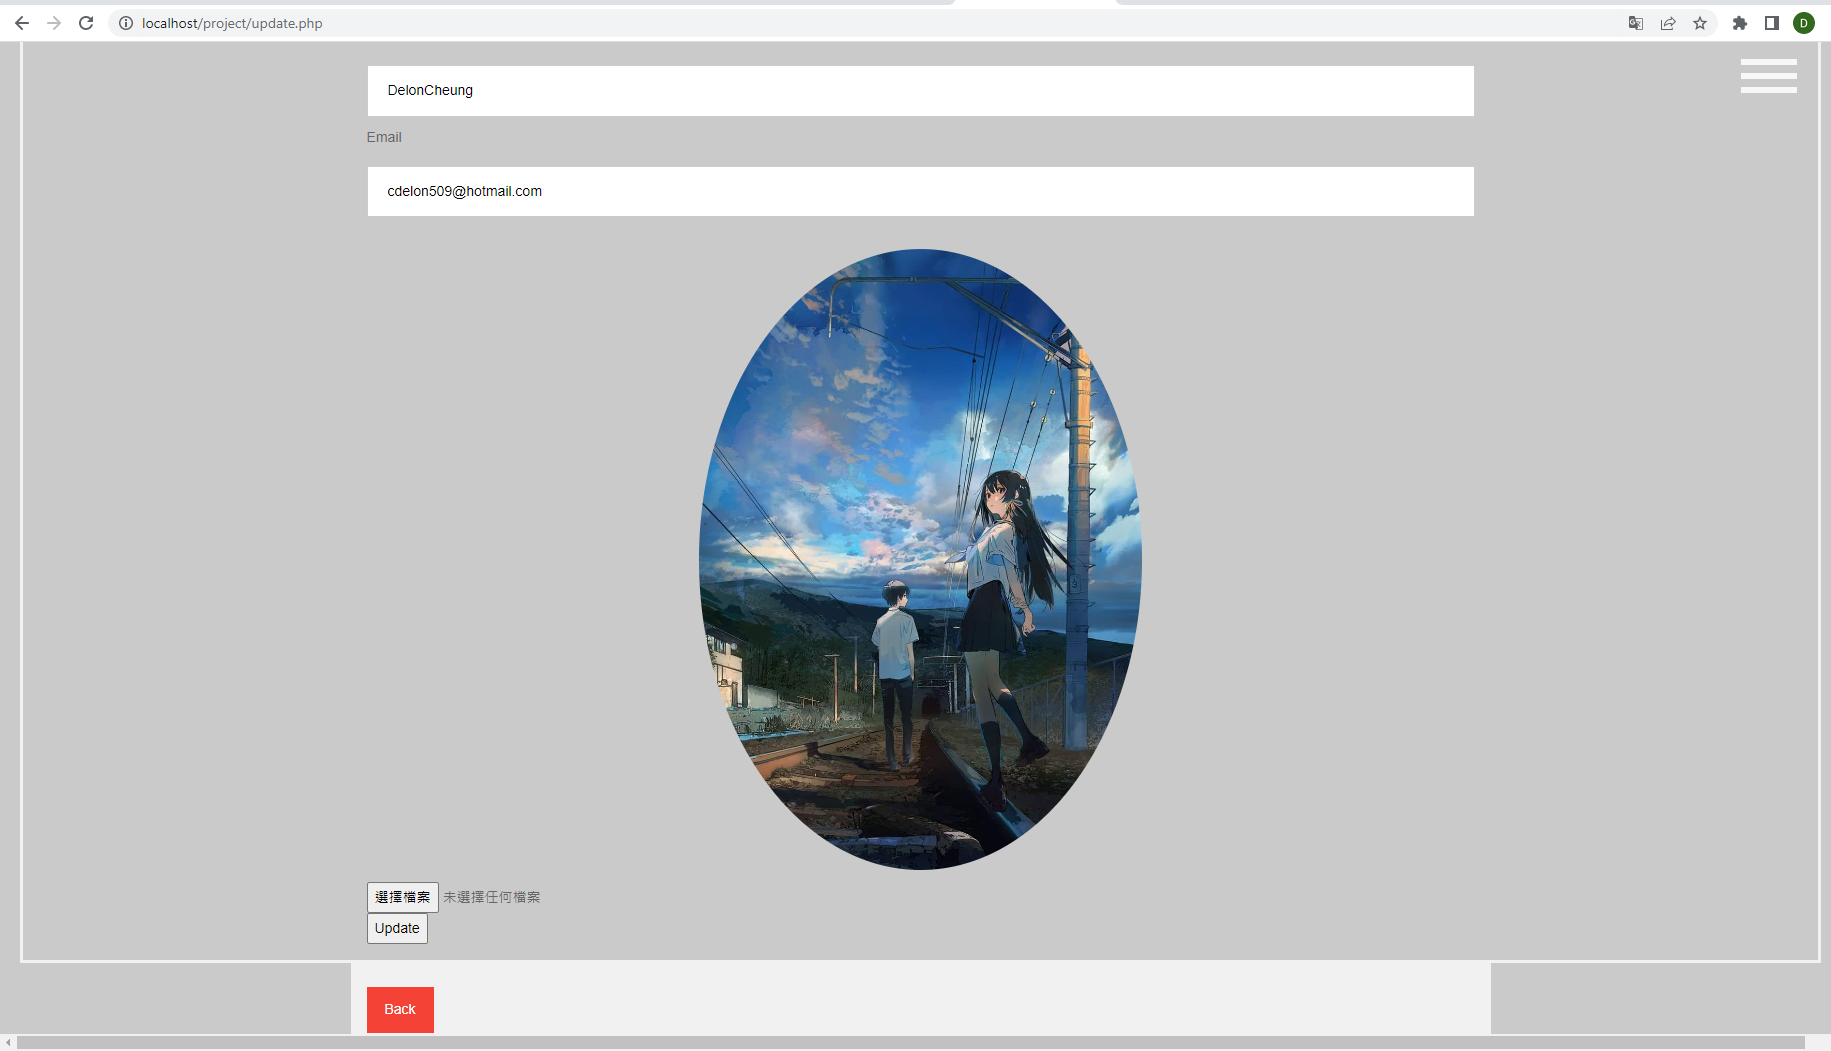 localhost/project/update.php
D
DelonCheung
Email
cdelon509@hotmail.com
選擇檔案 未選擇任何檔案
Update
Back